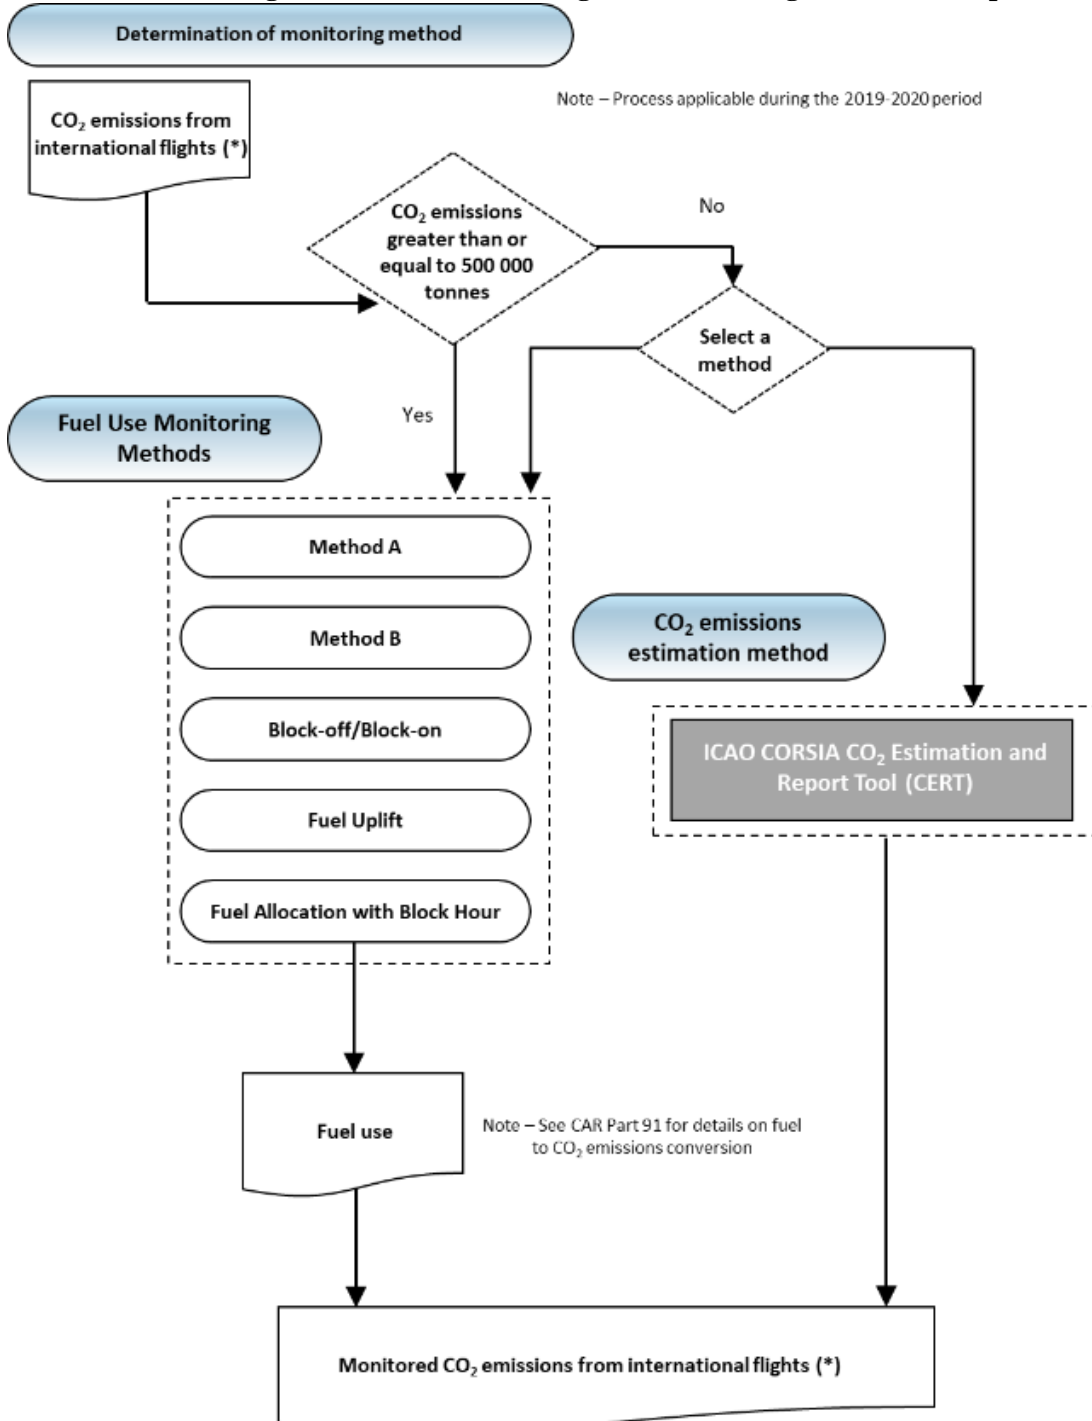 Determination of monitoring method
Note – Process applicable during the 2019-2020 period
CO₂ emissions from
international flights (*)
CO₂ emissions
greater than or
equal to 500 000
tonnes
No
Select a
method
Yes
Fuel Use Monitoring
Methods
Method A
Method B
Block-off/Block-on
Fuel Uplift
Fuel Allocation with Block Hour
CO₂ emissions
estimation method
ICAO CORSIA CO₂ Estimation and
Report Tool (CERT)
Fuel use
Note – See CAR Part 91 for details on fuel
to CO₂ emissions conversion
Monitored CO₂ emissions from international flights (*)